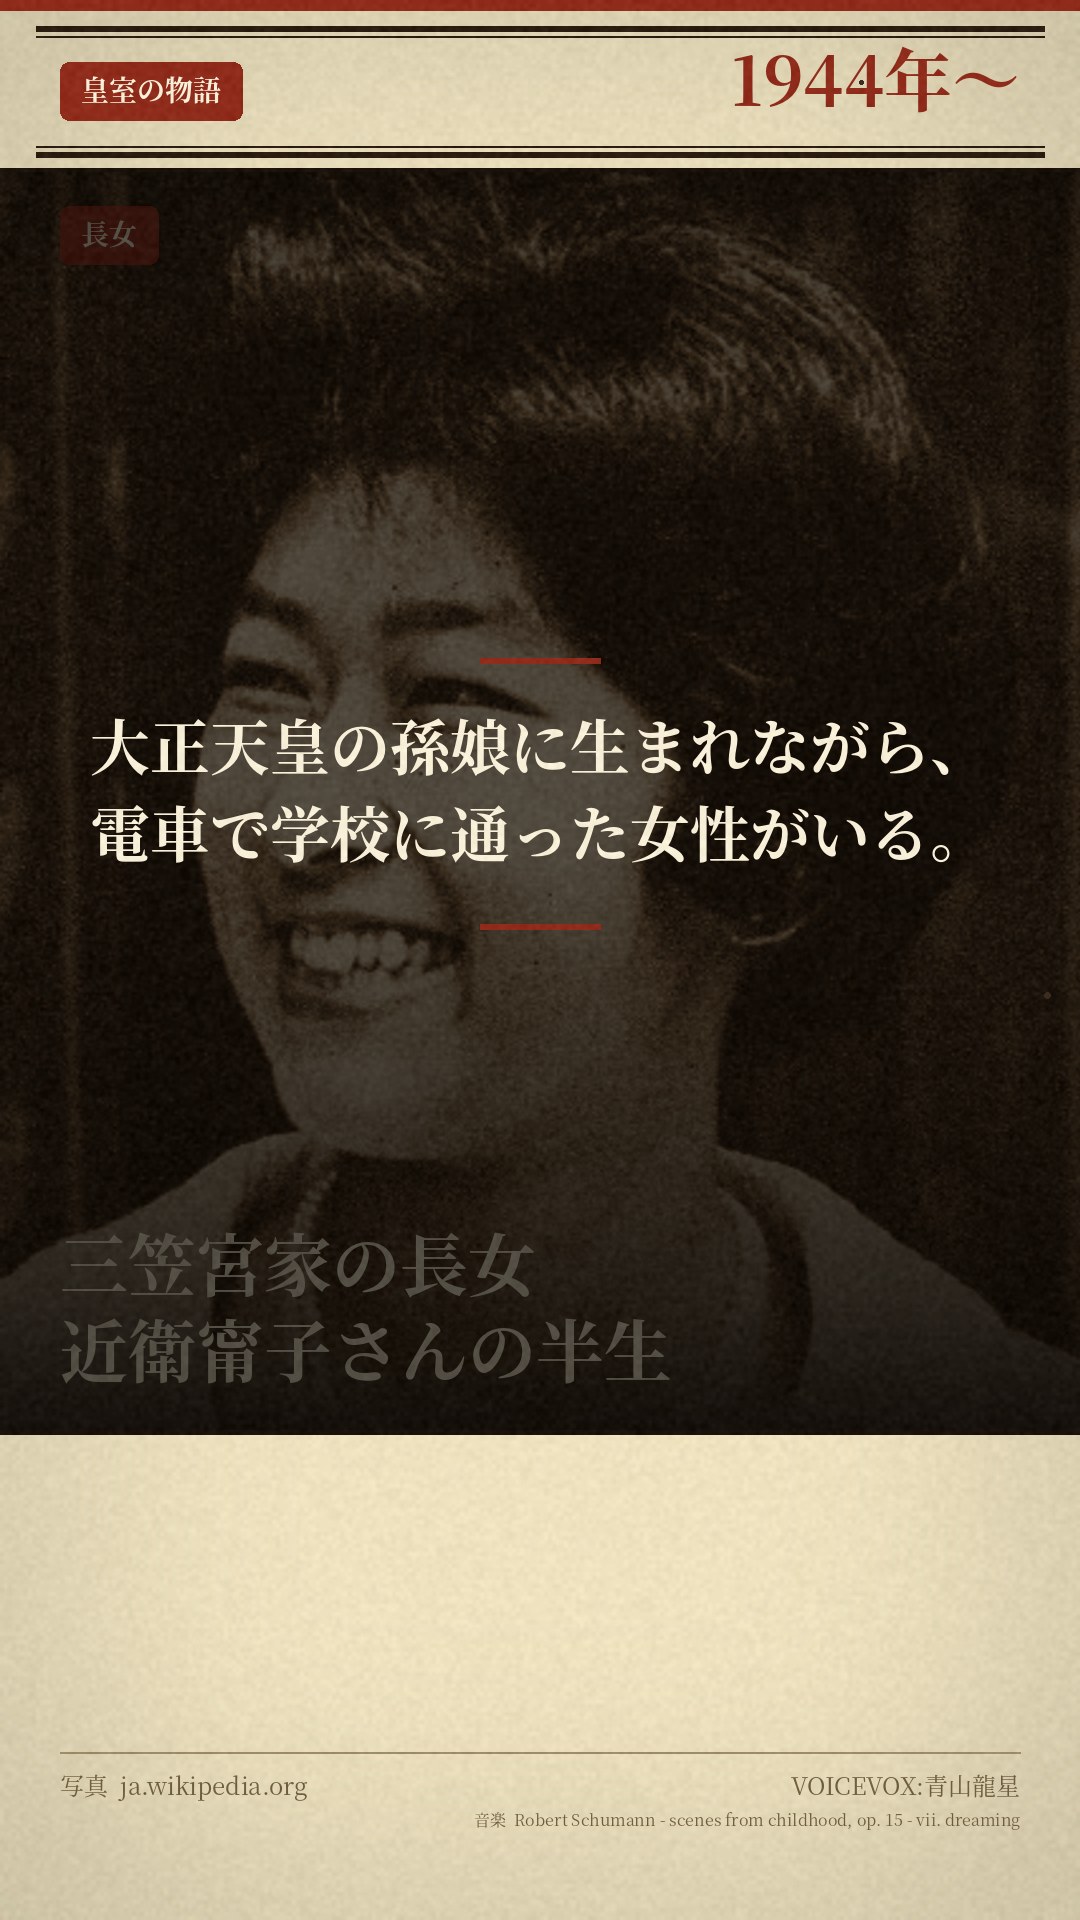 皇室の物語
1944年〜
長女
大正天皇の孫娘に生まれながら、
電車で学校に通った女性がいる。
三笠宮家の長女
近衛甯子さんの半生
写真 ja.wikipedia.org
VOICEVOX:青山龍星
音楽 Robert Schumann - scenes from childhood, op. 15 - vii. dreaming